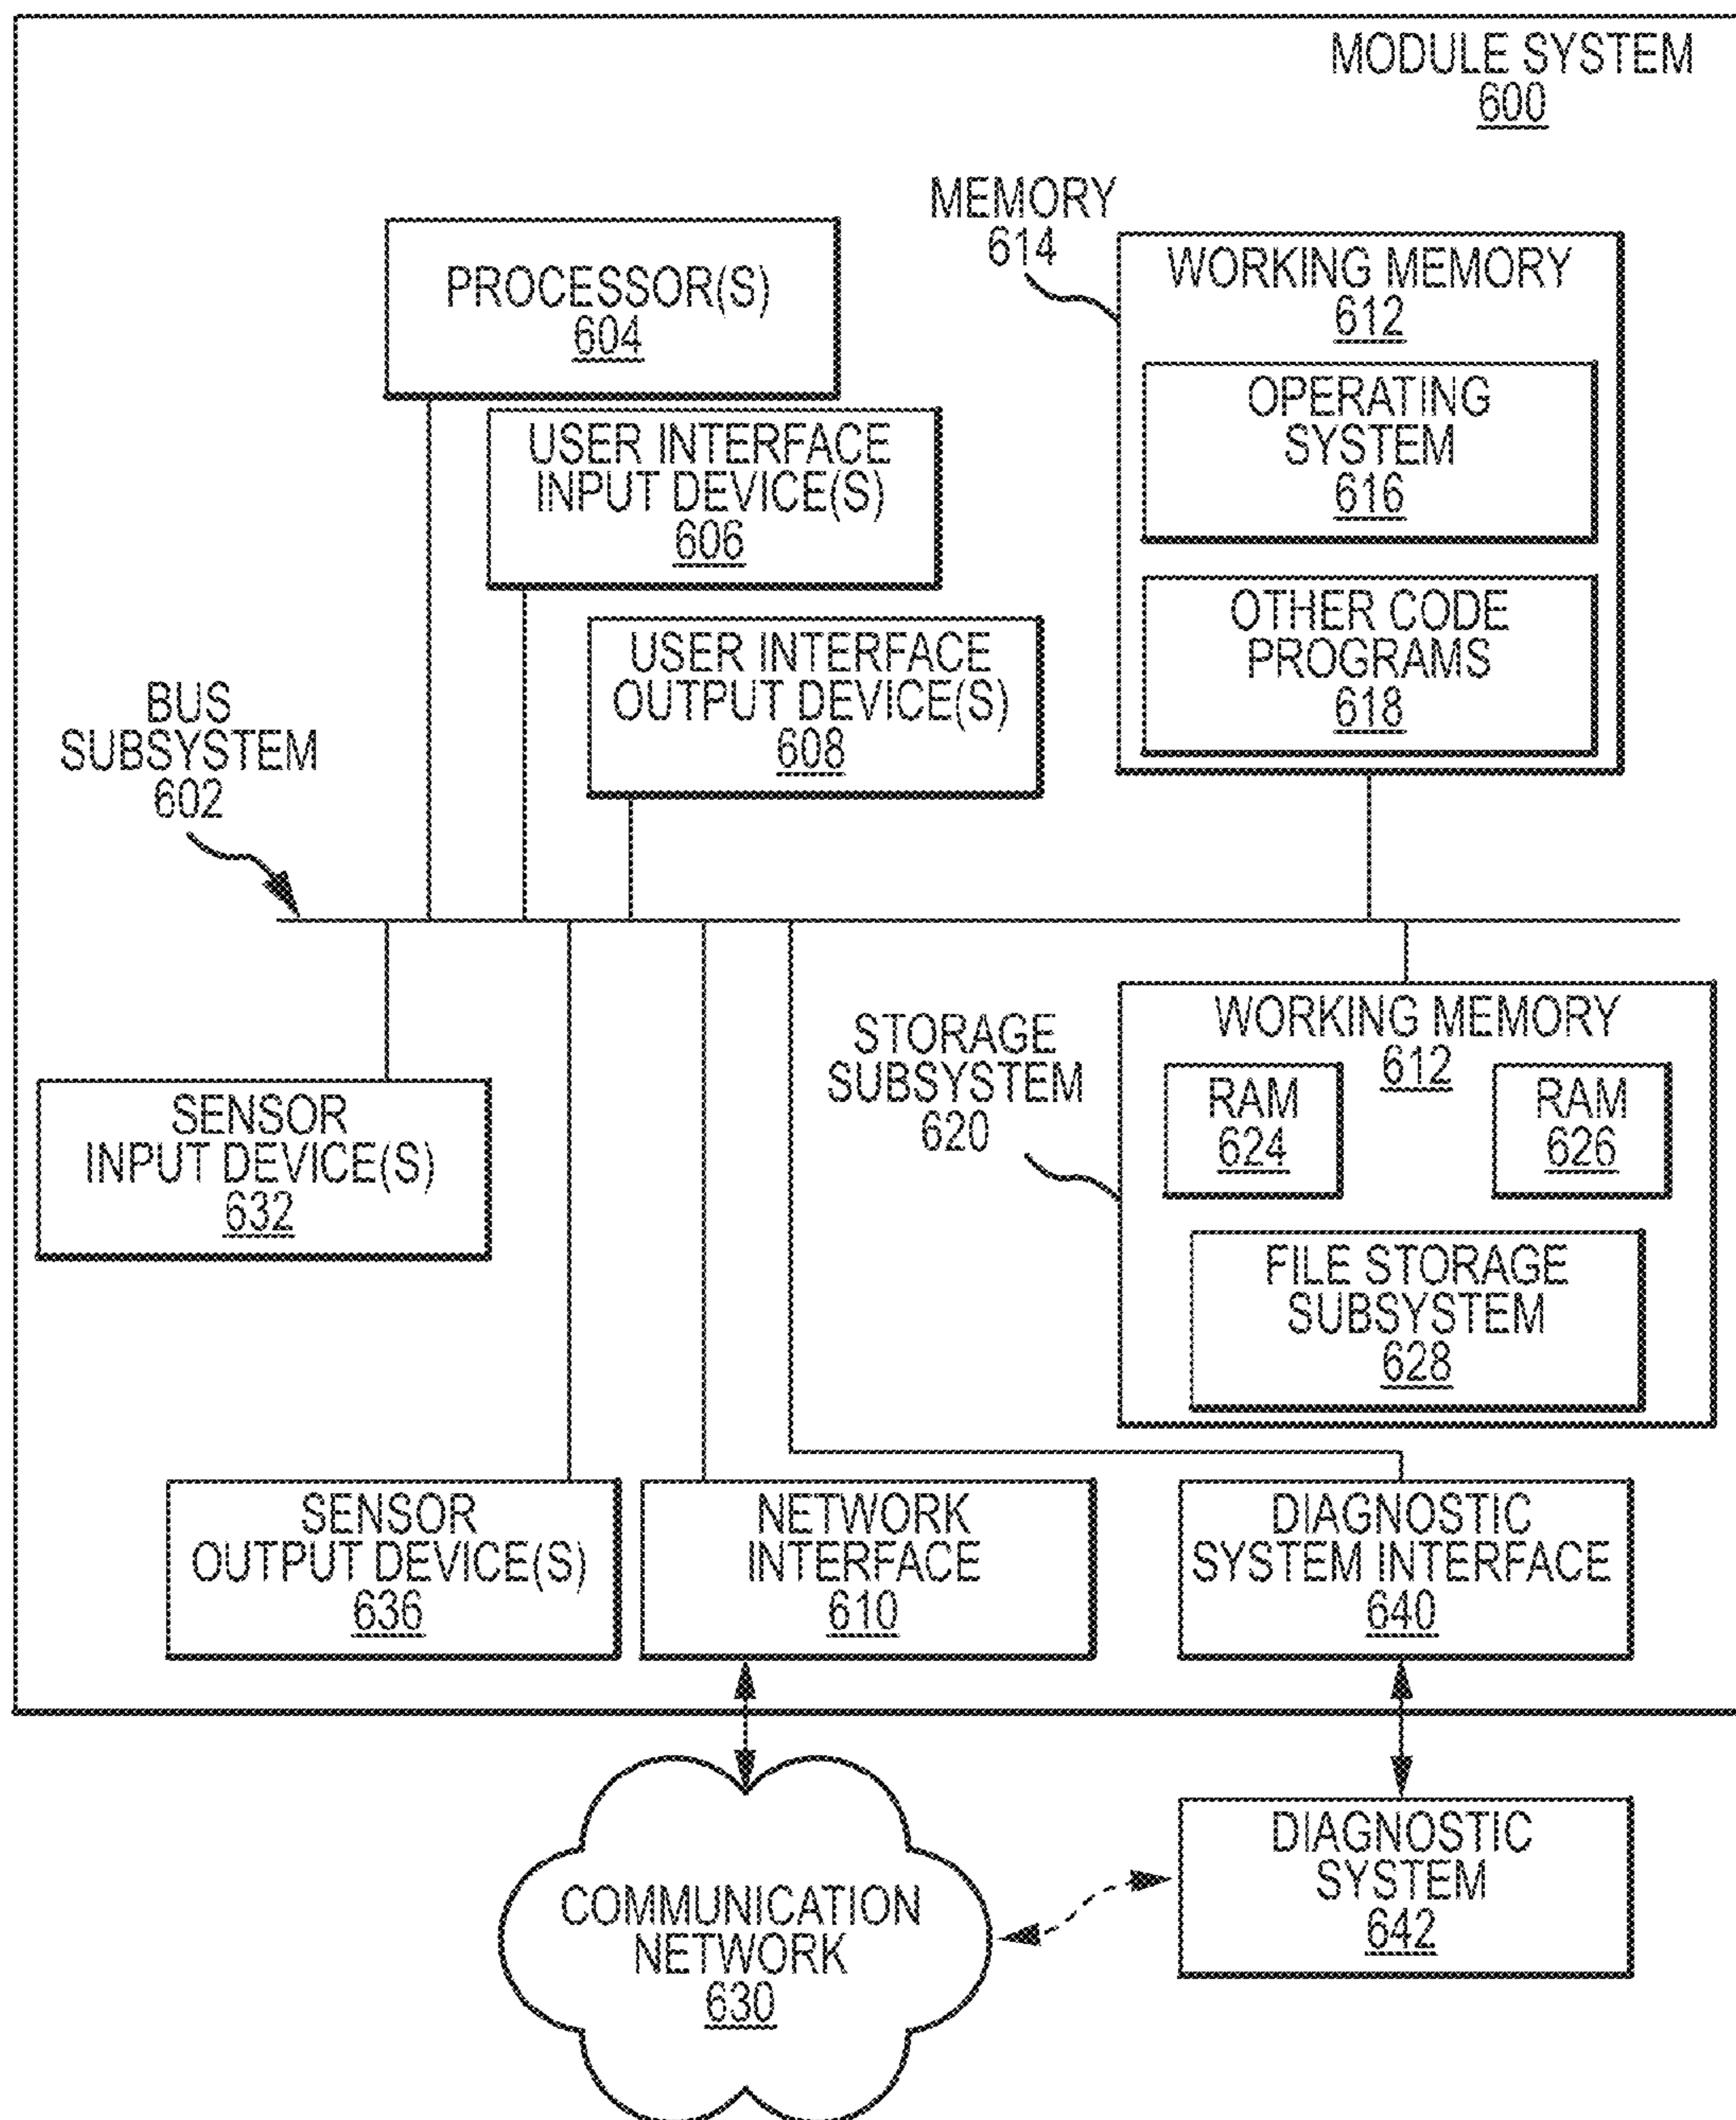 MODULE SYSTEM
600
MEMORY
614
PROCESSOR(S)
604
WORKING MEMORY
612
OPERATING
SYSTEM
616
USER INTERFACE
INPUT DEVICE(S)
606
OTHER CODE
PROGRAMS
618
USER INTERFACE
OUTPUT DEVICE(S)
608
BUS
SUBSYSTEM
602
STORAGE
SUBSYSTEM
620
WORKING MEMORY
612
RAM
624
RAM
626
FILE STORAGE
SUBSYSTEM
628
SENSOR
INPUT DEVICE(S)
632
SENSOR
OUTPUT DEVICE(S)
636
NETWORK
INTERFACE
610
DIAGNOSTIC
SYSTEM INTERFACE
640
COMMUNICATION
NETWORK
630
DIAGNOSTIC
SYSTEM
642